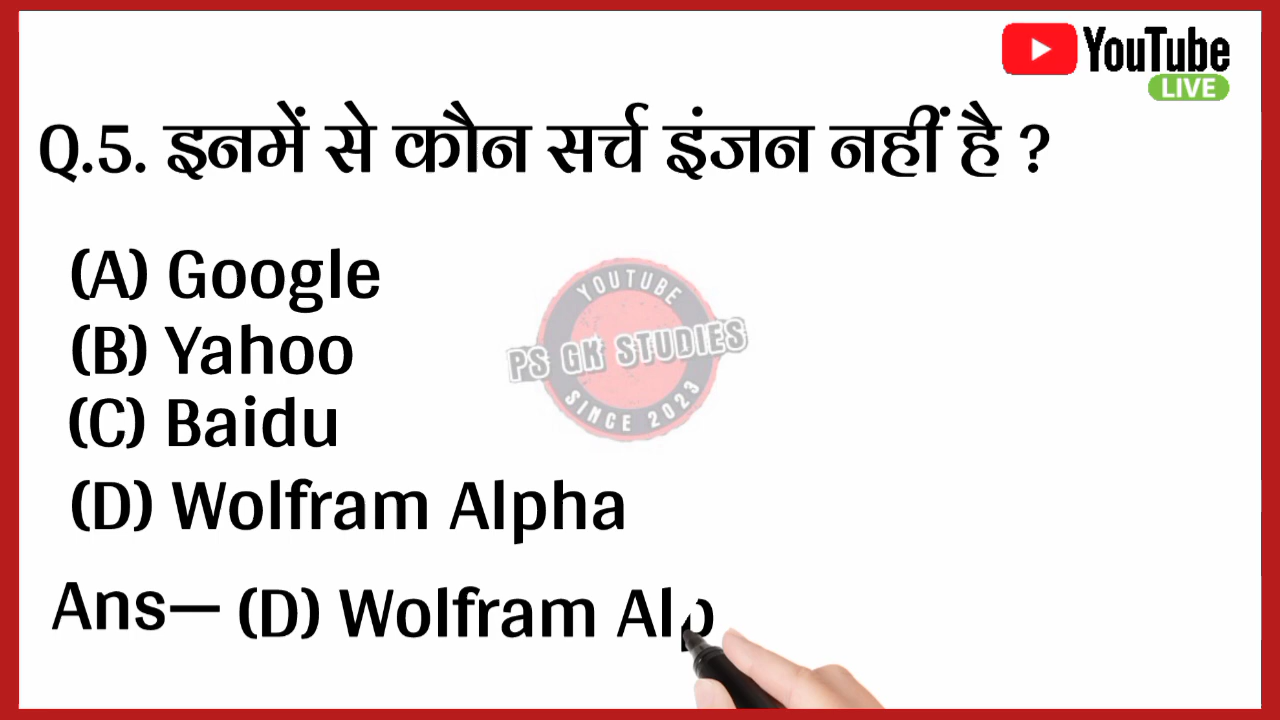 YouTube
LIVE
Q.5. इनमें से कौन सर्च इंजन नहीं है ?
(A) Google
(B) Yahoo
(C) Baidu
(D) Wolfram Alpha
YOUTUBE
PS GK STUDIES
SINCE 2023
Ans— (D) Wolfram Alp